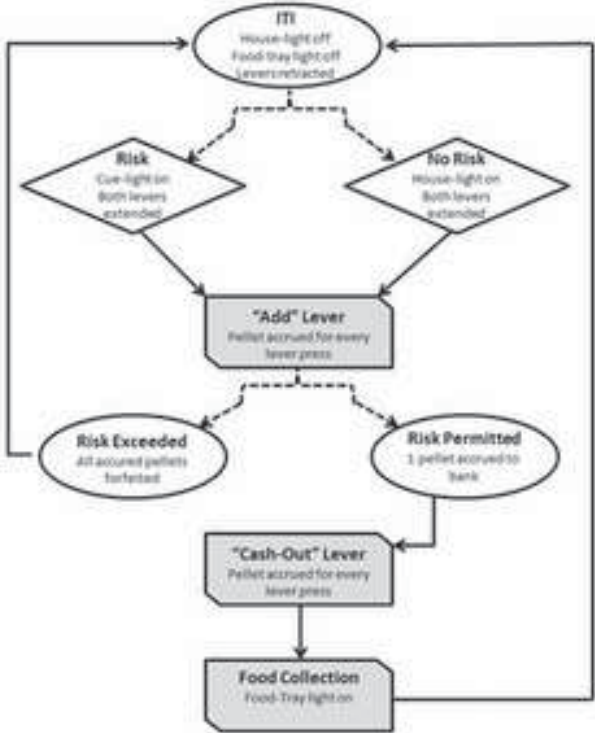 ITI
House-light off
Food-tray light off
Levers retracted
Risk
Cue-light on
Both levers
extended
No Risk
House-light on
Both levers
extended
"Add" Lever
Pellet accrued for every
lever press
Risk Exceeded
All accured pellets
forfeited
Risk Permitted
1 pellet accrued to
bank
"Cash-Out" Lever
Pellet accrued for every
lever press
Food Collection
Food-Tray light on